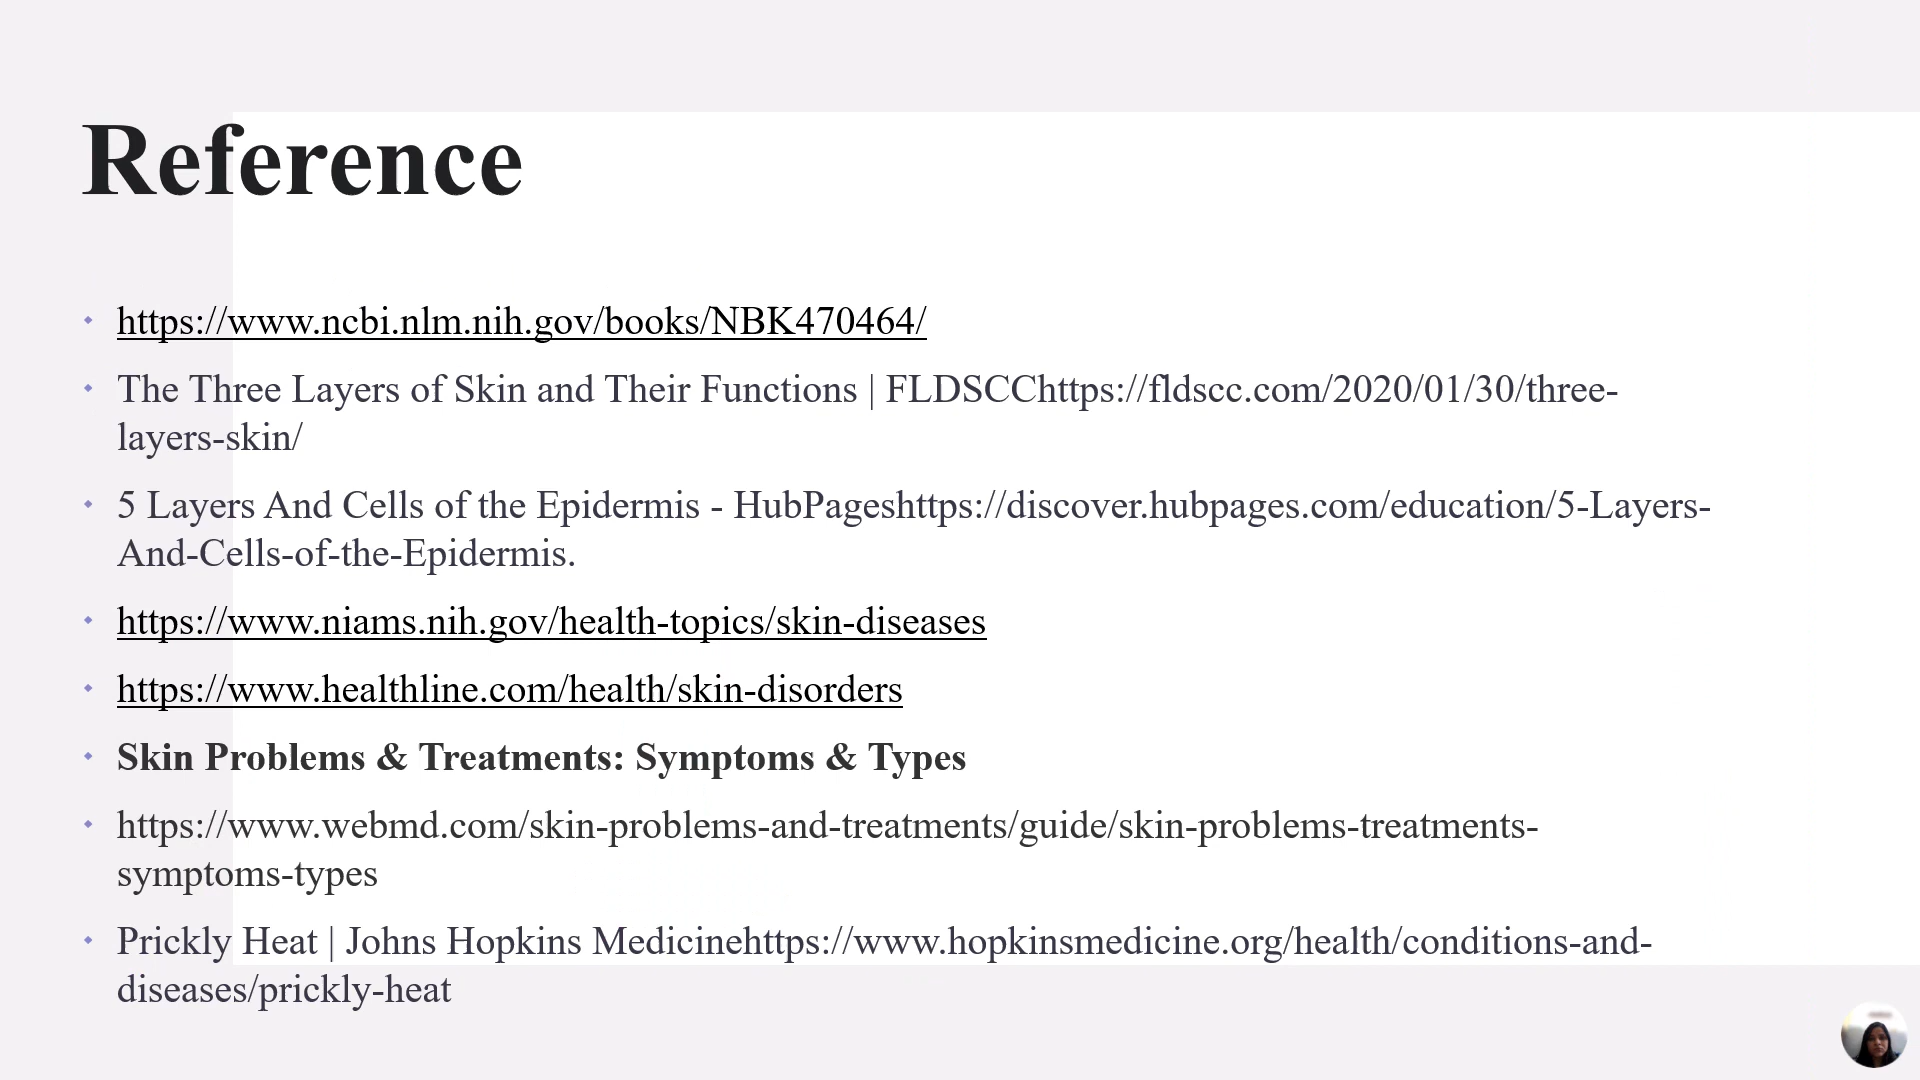 Reference
https://www.ncbi.nlm.nih.gov/books/NBK470464/
The Three Layers of Skin and Their Functions | FLDSCChttps://fldscc.com/2020/01/30/three-
layers-skin/
5 Layers And Cells of the Epidermis - HubPageshttps://discover.hubpages.com/education/5-Layers-
And-Cells-of-the-Epidermis.
https://www.niams.nih.gov/health-topics/skin-diseases
https://www.healthline.com/health/skin-disorders
Skin Problems & Treatments: Symptoms & Types
https://www.webmd.com/skin-problems-and-treatments/guide/skin-problems-treatments-
symptoms-types
Prickly Heat | Johns Hopkins Medicinehttps://www.hopkinsmedicine.org/health/conditions-and-
diseases/prickly-heat